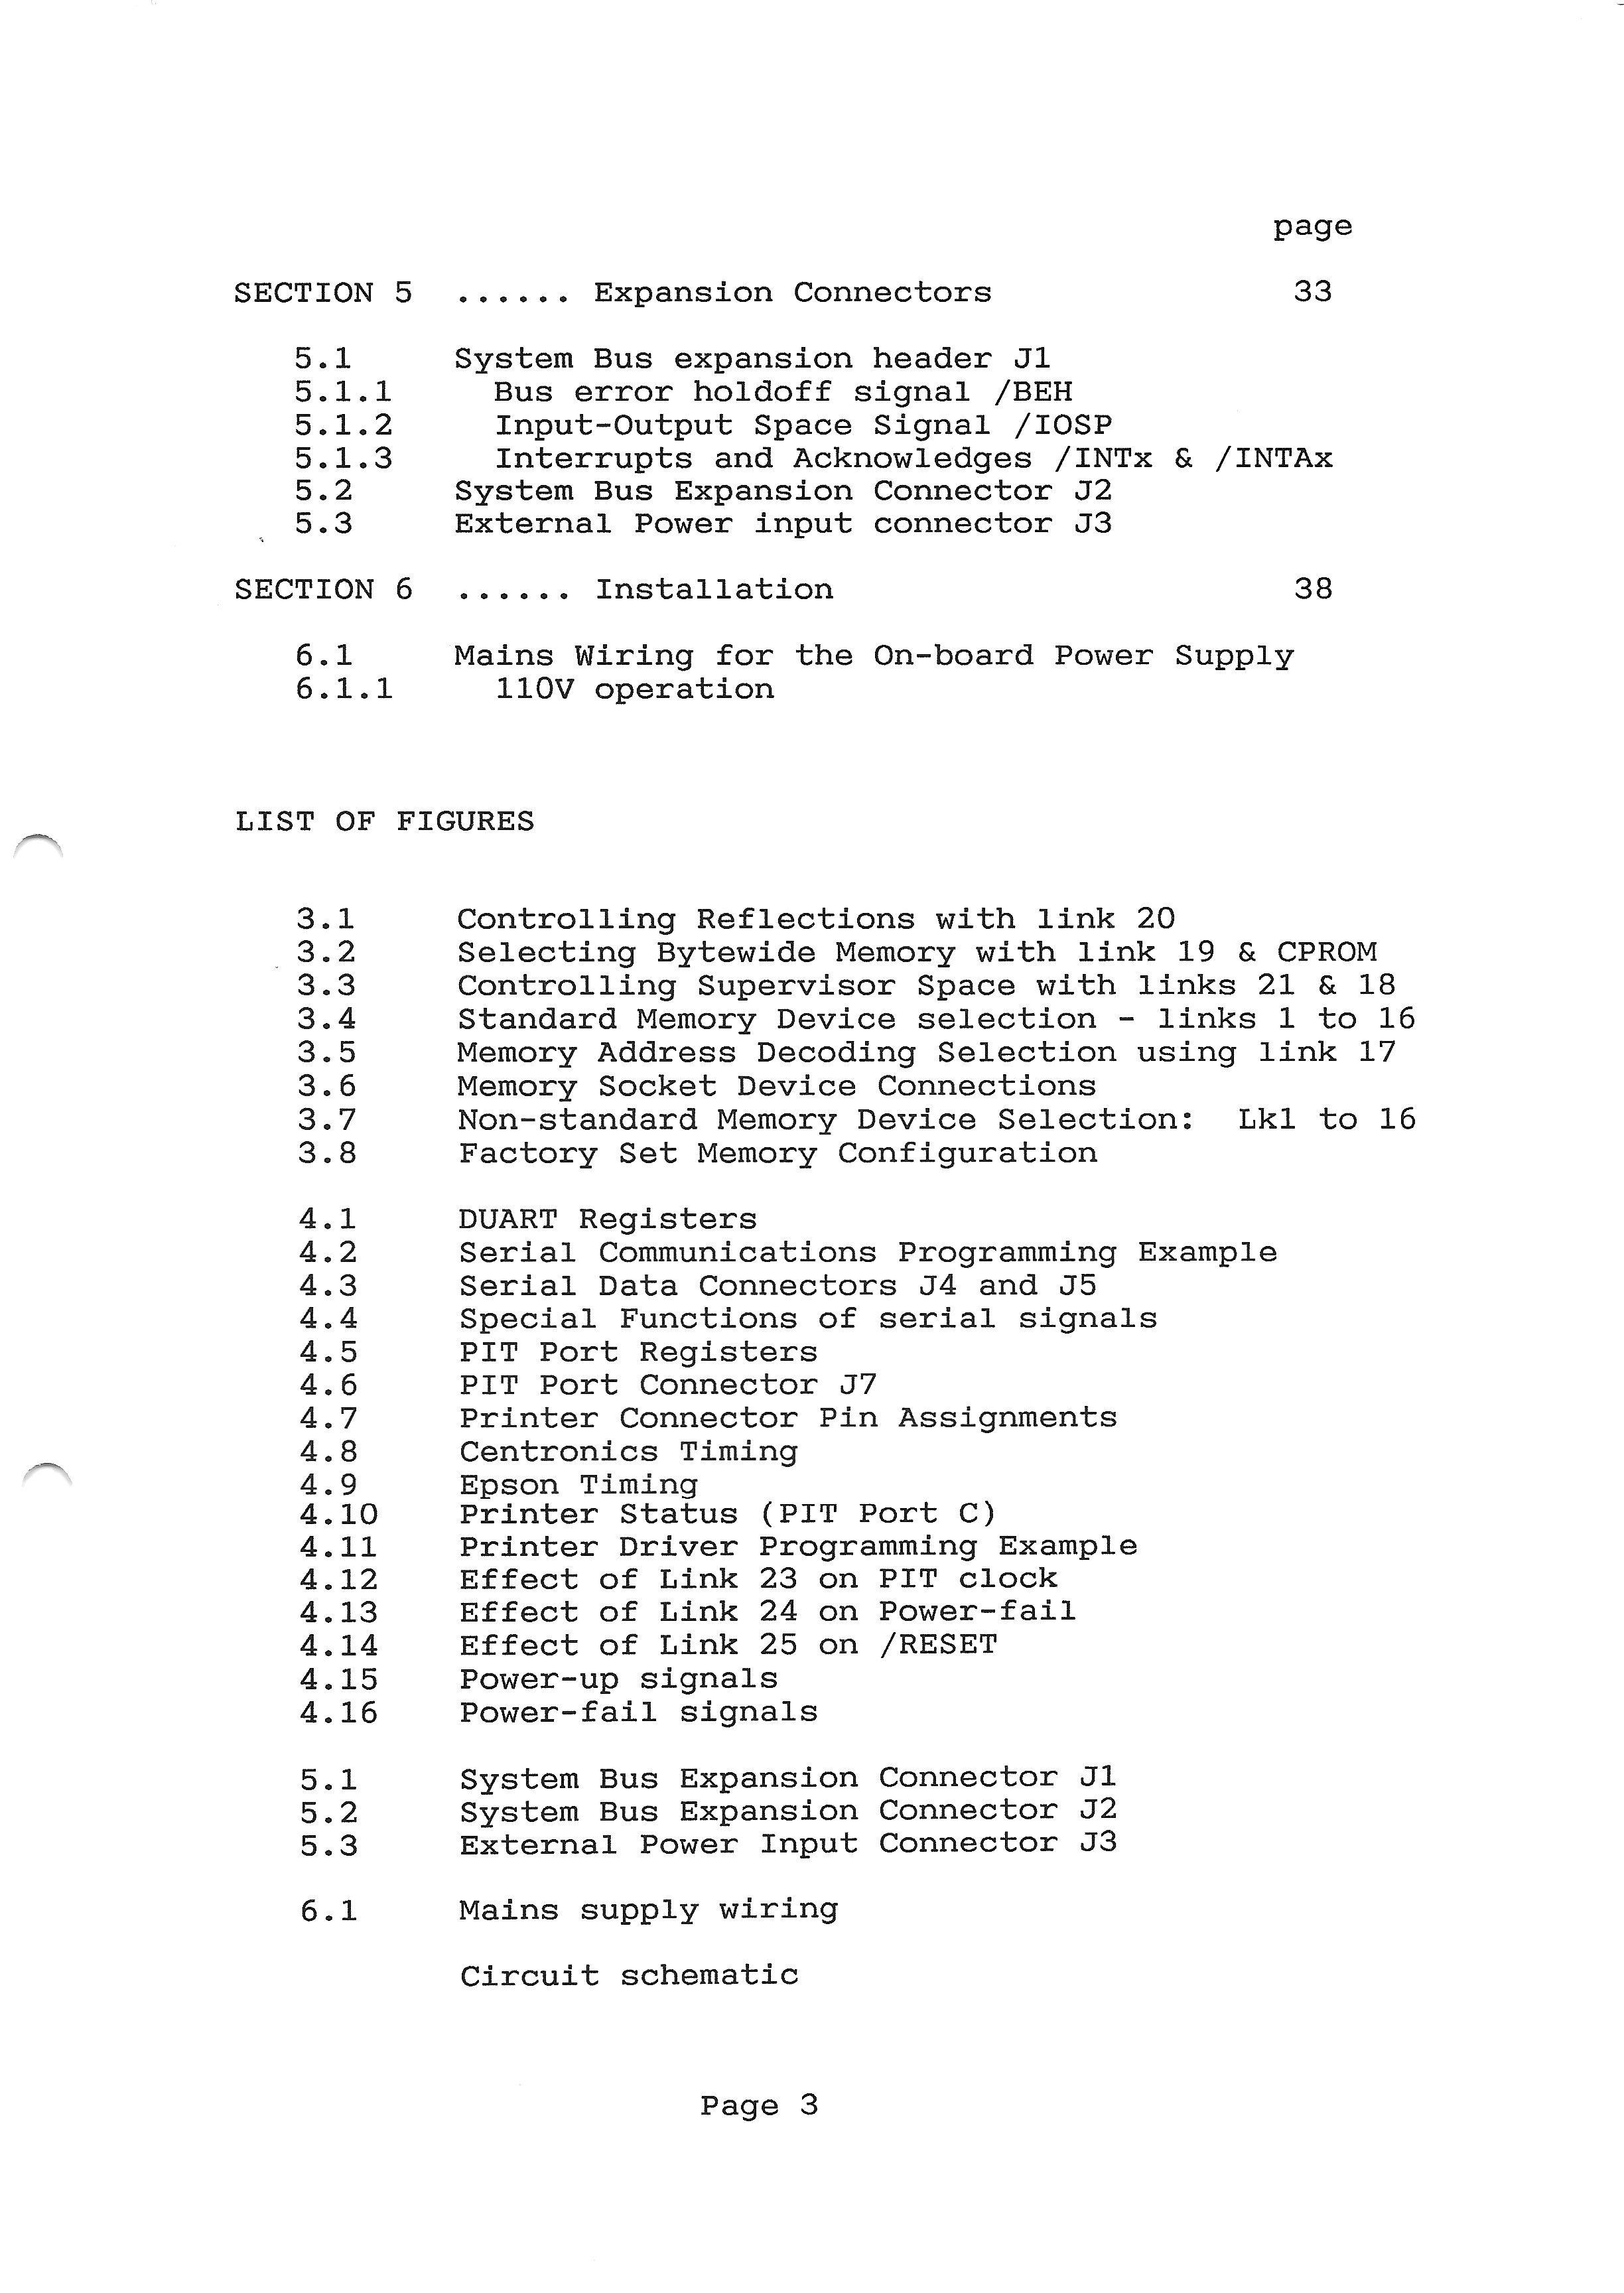 page
SECTION 5 ...... Expansion Connectors 33
5.1 System Bus expansion header J1
5.1.1 Bus error holdoff signal /BEH
5.1.2 Input-Output Space Signal /IOSP
5.1.3 Interrupts and Acknowledges /INTx & /INTAx
5.2 System Bus Expansion Connector J2
5.3 External Power input connector J3
SECTION 6 ...... Installation 38
6.1 Mains Wiring for the On-board Power Supply
6.1.1 110V operation
LIST OF FIGURES
3.1 Controlling Reflections with link 20
3.2 Selecting Bytewide Memory with link 19 & CPROM
3.3 Controlling Supervisor Space with links 21 & 18
3.4 Standard Memory Device selection - links 1 to 16
3.5 Memory Address Decoding Selection using link 17
3.6 Memory Socket Device Connections
3.7 Non-standard Memory Device Selection: Lk1 to 16
3.8 Factory Set Memory Configuration
4.1 DUART Registers
4.2 Serial Communications Programming Example
4.3 Serial Data Connectors J4 and J5
4.4 Special Functions of serial signals
4.5 PIT Port Registers
4.6 PIT Port Connector J7
4.7 Printer Connector Pin Assignments
4.8 Centronics Timing
4.9 Epson Timing
4.10 Printer Status (PIT Port C)
4.11 Printer Driver Programming Example
4.12 Effect of Link 23 on PIT clock
4.13 Effect of Link 24 on Power-fail
4.14 Effect of Link 25 on /RESET
4.15 Power-up signals
4.16 Power-fail signals
5.1 System Bus Expansion Connector J1
5.2 System Bus Expansion Connector J2
5.3 External Power Input Connector J3
6.1 Mains supply wiring
Circuit schematic
Page 3